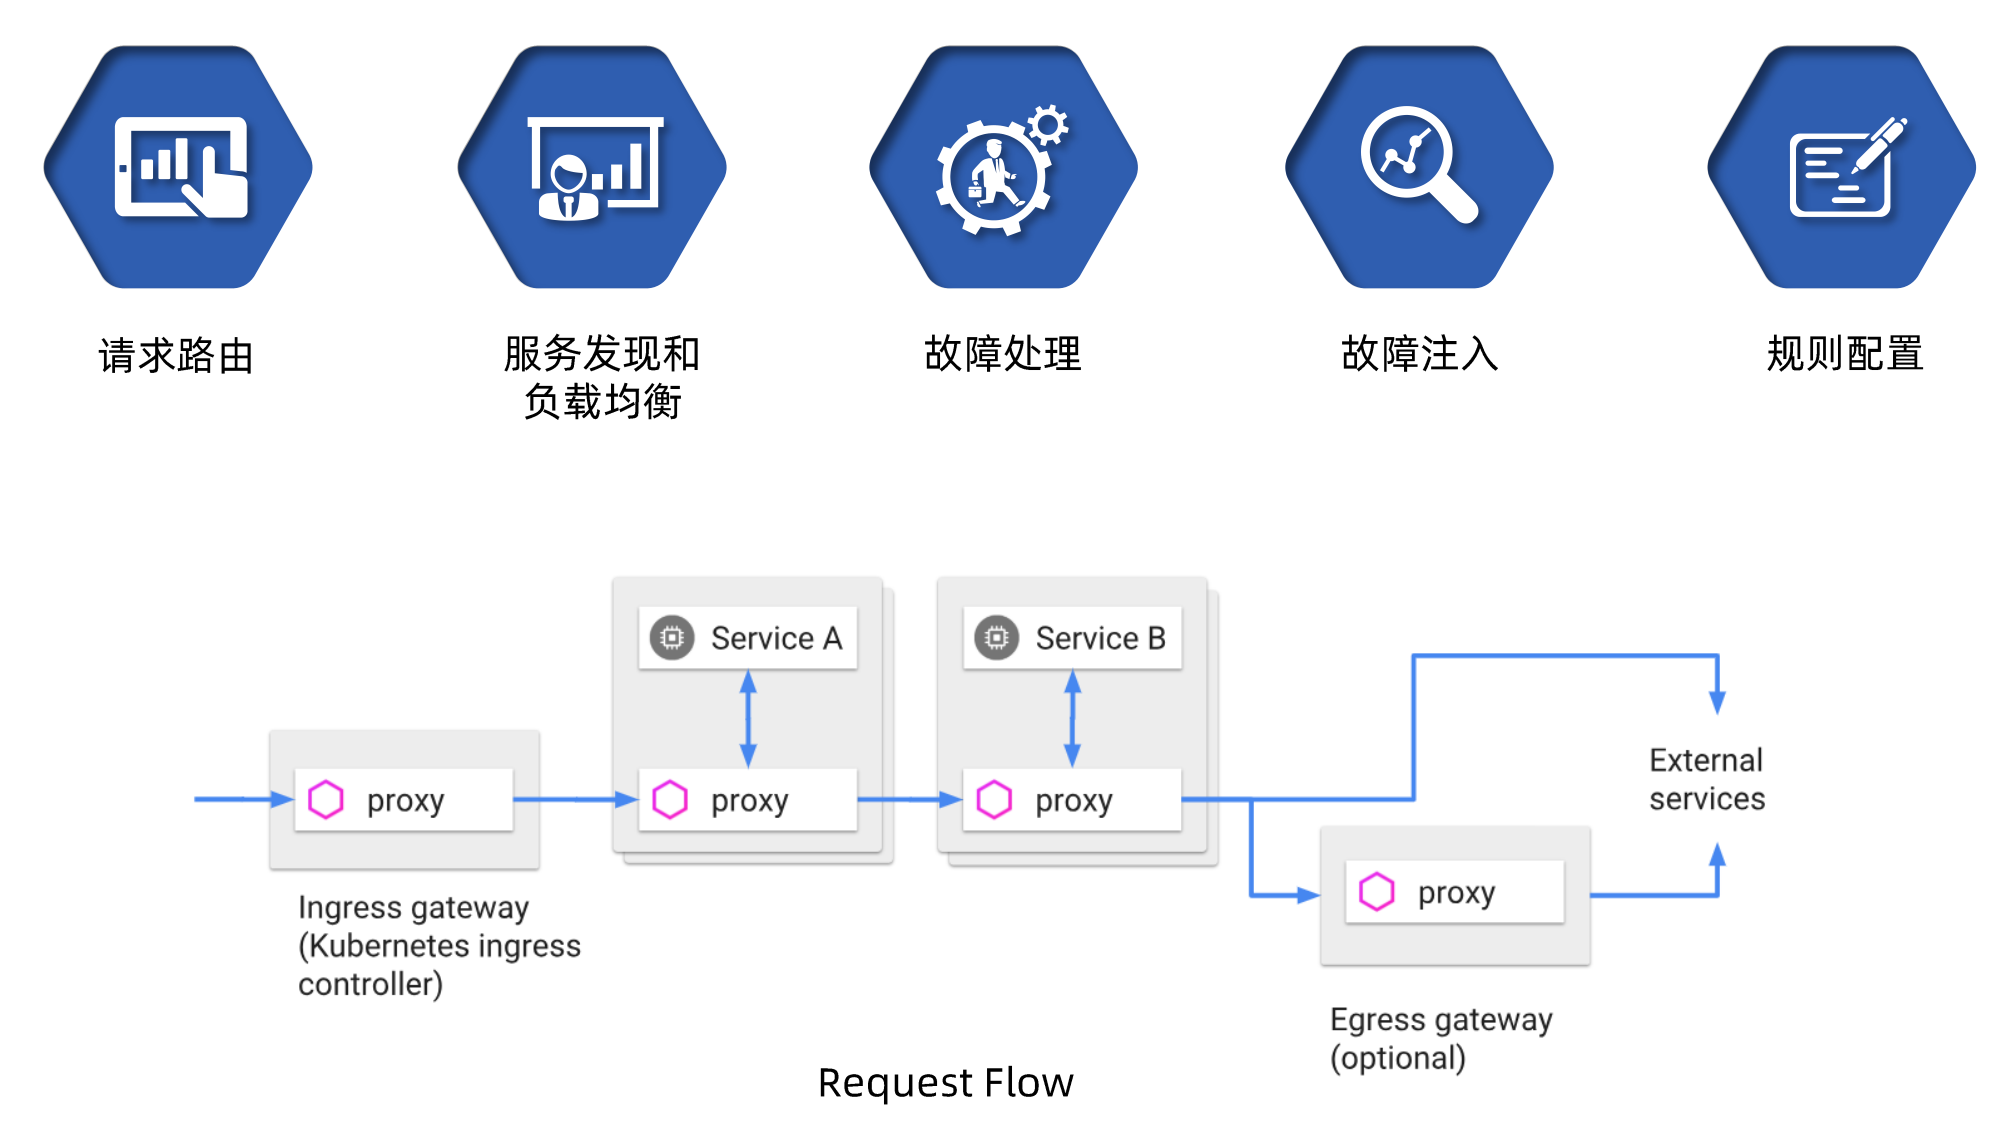 请求路由
服务发现和
负载均衡
故障处理
故障注入
规则配置
Service A
Service B
External
services
proxy
proxy
proxy
proxy
Ingress gateway
(Kubernetes ingress
controller)
Egress gateway
(optional)
Request Flow